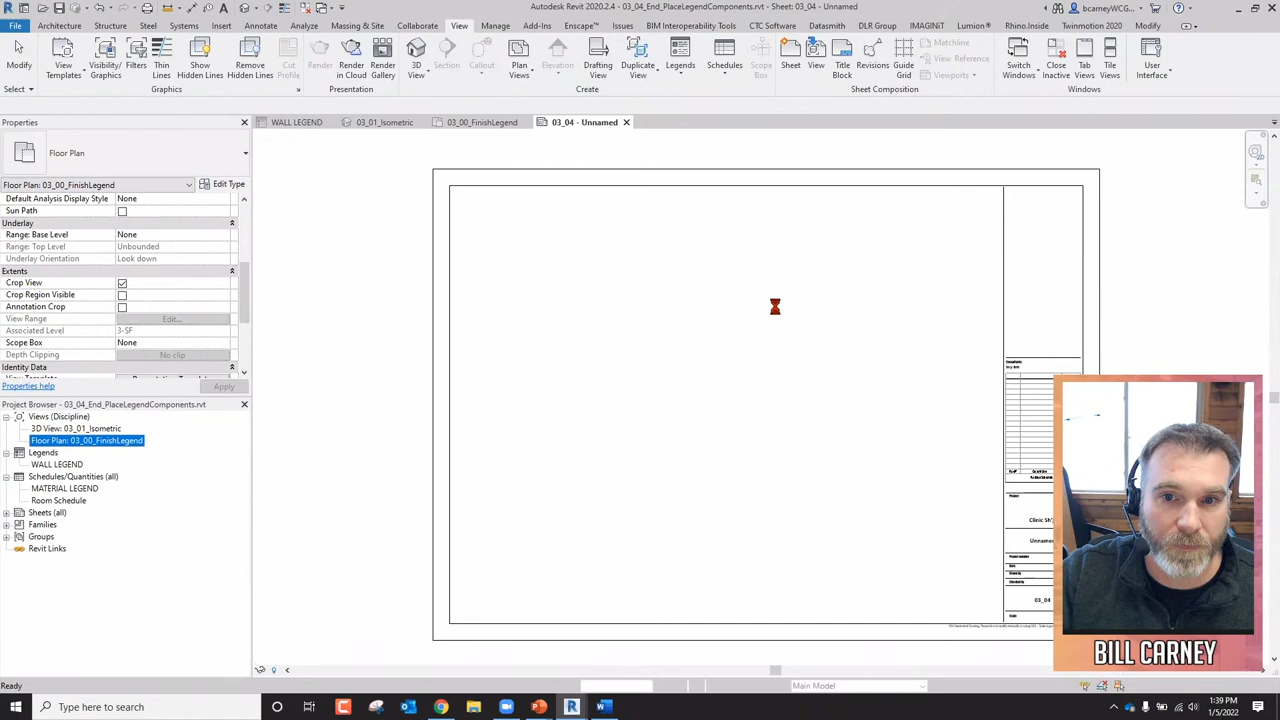 Autodesk Revit 2020.2.4 - 03_04_End_PlaceLegendComponents.rvt - Sheet: 03_04 - Unnamed
bcarneyWCG...
File Architecture Structure Steel Systems Insert Annotate Analyze Massing & Site Collaborate View Manage Add-Ins Enscape™ Issues BIM Interoperability Tools CTC Software Datasmith DLR Group IMAGINiT Lumion® Rhino.Inside Twinmotion 2020 Modify
Modify
View Templates
Visibility/ Graphics
Filters
Thin Lines
Show Hidden Lines
Remove Hidden Lines
Cut Profile
Render
Render in Cloud
Render Gallery
3D View
Section
Callout
Plan Views
Elevation
Drafting View
Duplicate View
Legends
Schedules
Scope Box
Sheet
View
Title Block
Revisions
Guide Grid
Matchline
View Reference
Viewports
Switch Windows
Close Inactive
Tab Views
Tile Views
User Interface
Select Graphics Presentation Create Sheet Composition Windows
Properties
WALL LEGEND 03_01_Isometric 03_00_FinishLegend 03_04 - Unnamed
Floor Plan
Floor Plan: 03_00_FinishLegend Edit Type
Default Analysis Display Style None
Sun Path
Underlay
Range: Base Level None
Range: Top Level Unbounded
Underlay Orientation Look down
Extents
Crop View
Crop Region Visible
Annotation Crop
View Range Edit...
Associated Level 3-SF
Scope Box None
Depth Clipping No clip
Identity Data
Properties help Apply
Project Browser - 03_04_End_PlaceLegendComponents.rvt
Views (Discipline)
3D View: 03_01_Isometric
Floor Plan: 03_00_FinishLegend
Legends
WALL LEGEND
Schedules/Quantities (all)
MATERIAL LEGEND
Room Schedule
Sheets (all)
Families
Groups
Revit Links
Clinic Sh'
Unname
03_04
BILL CARNEY
Ready
Main Model
Type here to search
1:39 PM
1/5/2022